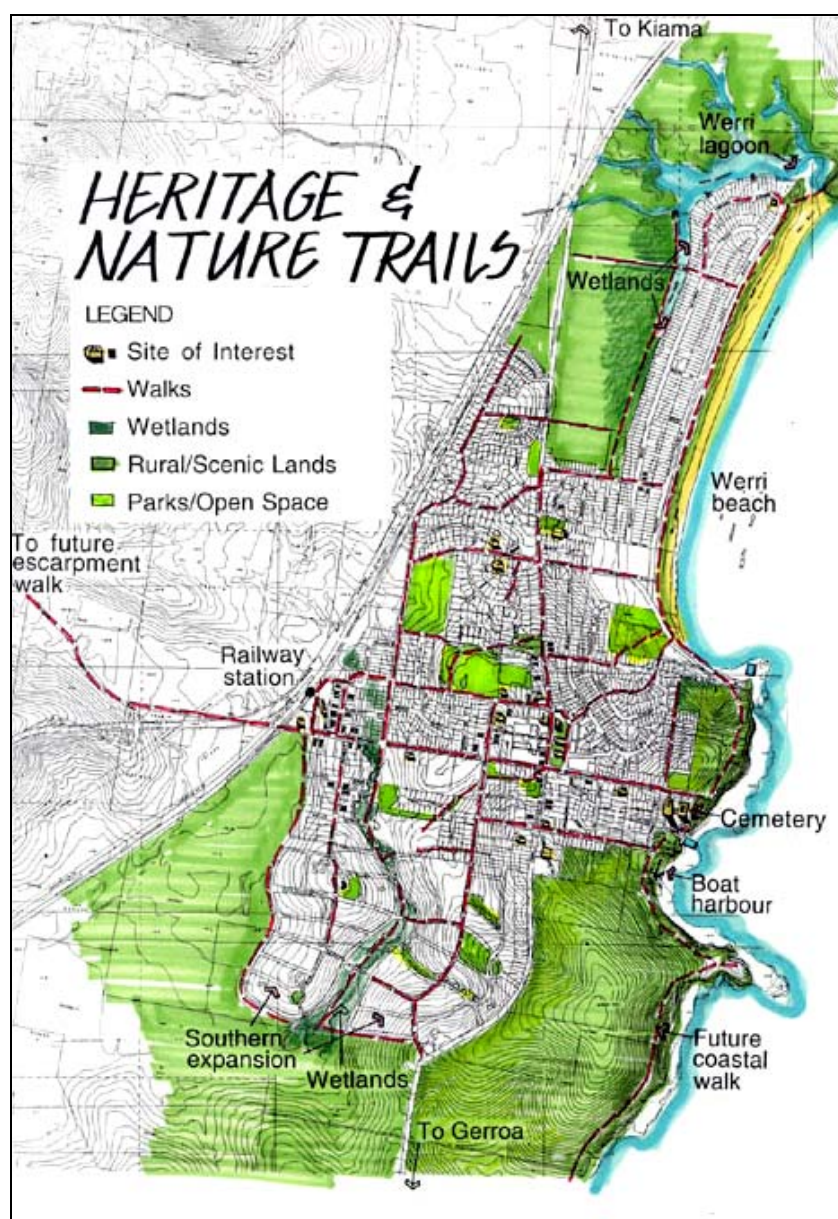 To Kiama
Werri
lagoon
HERITAGE &
NATURE TRAILS
Wetlands
LEGEND
Site of Interest
Walks
Wetlands
Rural/Scenic Lands
Parks/Open Space
Werri
beach
To future
escarpment
walk
Railway
station
Cemetery
Boat
harbour
Southern
expansion
Wetlands
Future
coastal
walk
To Gerroa